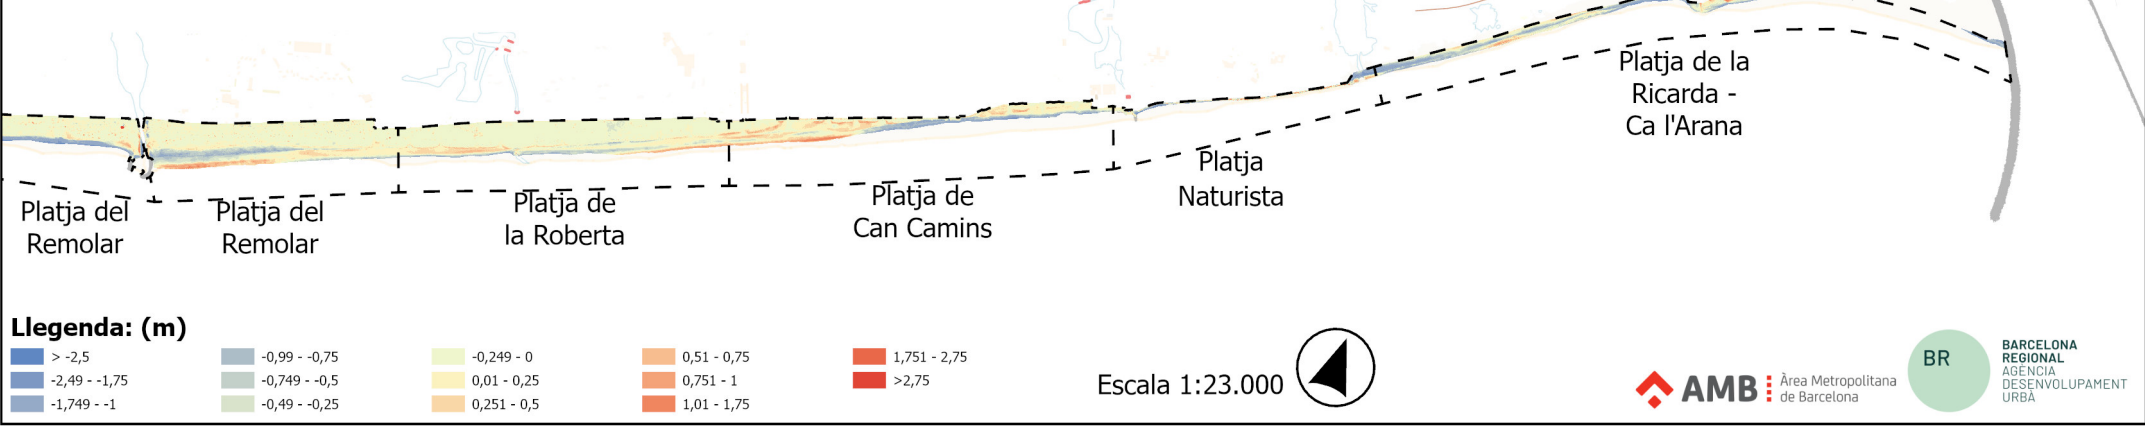 Platja de la
Ricarda -
Ca l'Arana
Platja
Naturista
Platja de
Can Camins
Platja de
la Roberta
Platja del
Remolar
Platja del
Remolar
Llegenda: (m)
> -2,5
-2,49 - -1,75
-1,749 - -1
-0,99 - -0,75
-0,749 - -0,5
-0,49 - -0,25
-0,249 - 0
0,01 - 0,25
0,251 - 0,5
0,51 - 0,75
0,751 - 1
1,01 - 1,75
1,751 - 2,75
>2,75
Escala 1:23.000
AMB
Àrea Metropolitana
de Barcelona
BR
BARCELONA
REGIONAL
AGÈNCIA
DESENVOLUPAMENT
URBÀ